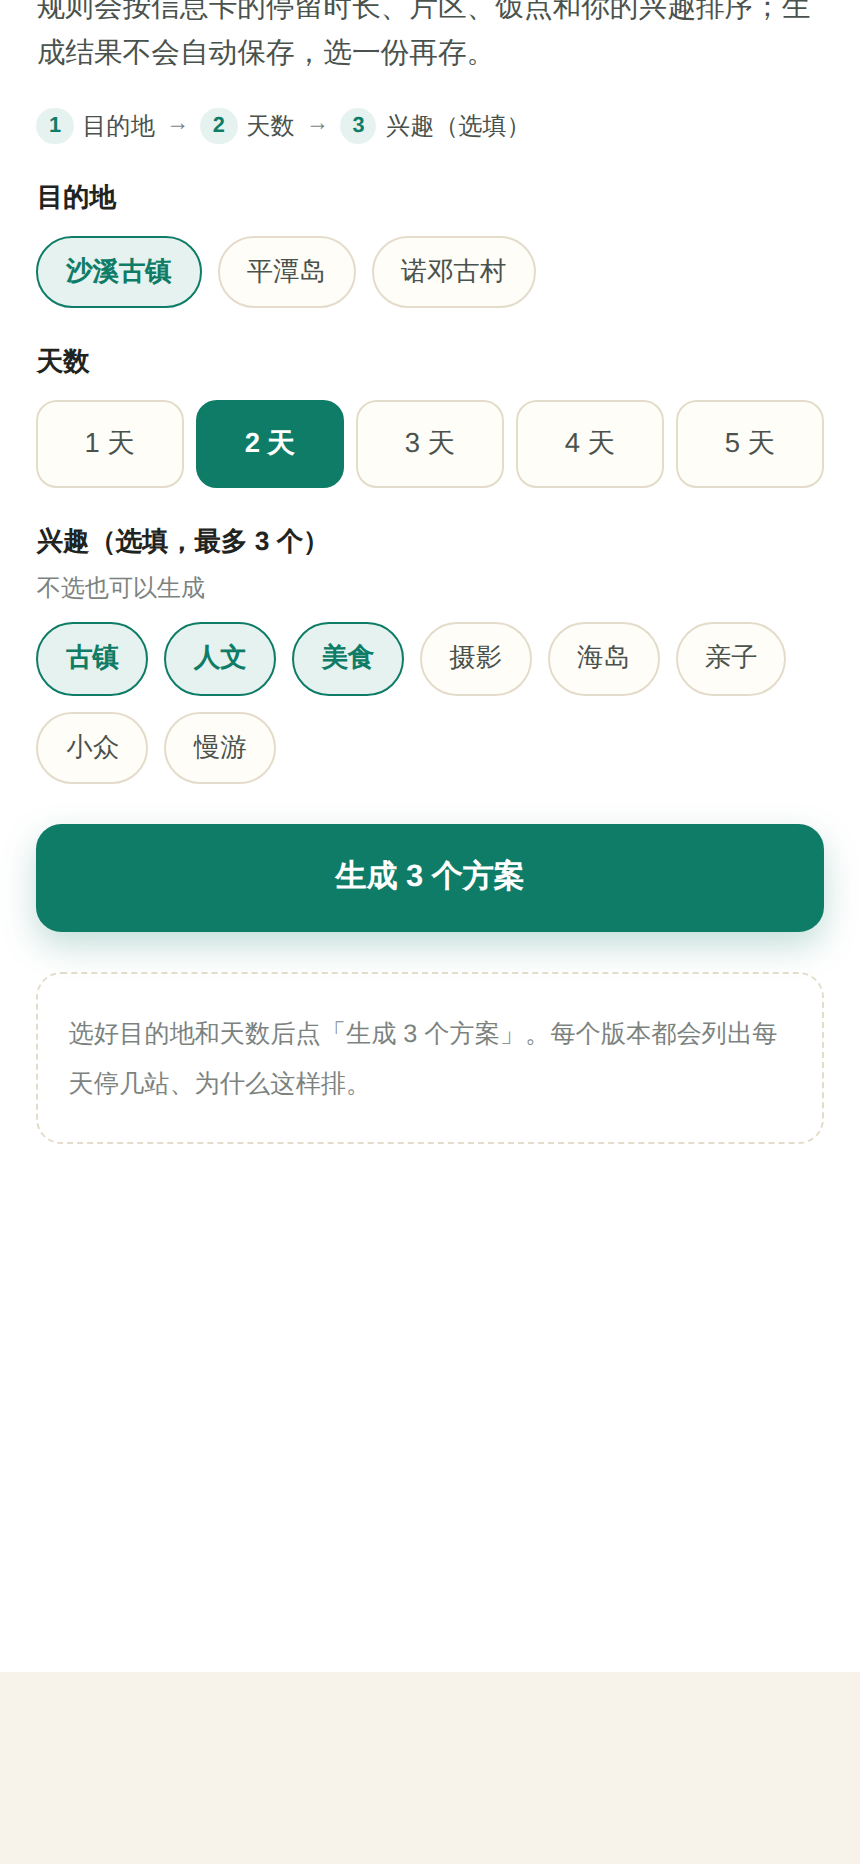 规则会按信息卡的停留时长、片区、饭点和你的兴趣排序；生
成结果不会自动保存，选一份再存。
1 目的地 → 2 天数 → 3 兴趣（选填）
目的地
沙溪古镇 平潭岛 诺邓古村
天数
1 天 2 天 3 天 4 天 5 天
兴趣（选填，最多 3 个）
不选也可以生成
古镇 人文 美食 摄影 海岛 亲子
小众 慢游
生成 3 个方案
选好目的地和天数后点「生成 3 个方案」。每个版本都会列出每
天停几站、为什么这样排。